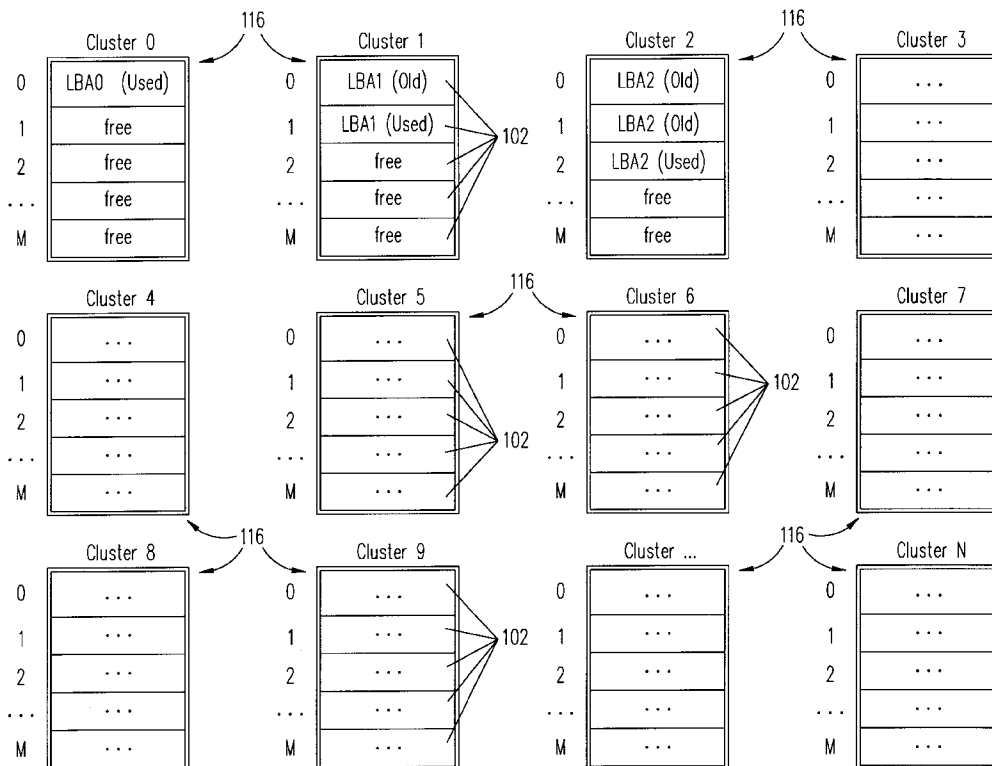 116 116
Cluster 0 Cluster 1 Cluster 2 Cluster 3
0 LBA0 (Used) 0 LBA1 (Old) 0 LBA2 (Old) 0 ...
1 free 1 LBA1 (Used) 102 1 LBA2 (Old) 1 ...
2 free 2 free 2 LBA2 (Used) 2 ...
... free ... free ... free ... ...
M free M free M free M ...
116
Cluster 4 Cluster 5 Cluster 6 Cluster 7
0 ... 0 ... 0 ... 0 ...
1 ... 1 ... 1 ... 102 1 ...
2 ... 2 ... 102 2 ... 2 ...
... ... ... ... ... ... ... ...
M ... M ... M ... M ...
116 116
Cluster 8 Cluster 9 Cluster ... Cluster N
0 ... 0 ... 0 ... 0 ...
1 ... 1 ... 102 1 ... 1 ...
2 ... 2 ... 2 ... 2 ...
... ... ... ... ... ... ... ...
M ... M ... M ... M ...